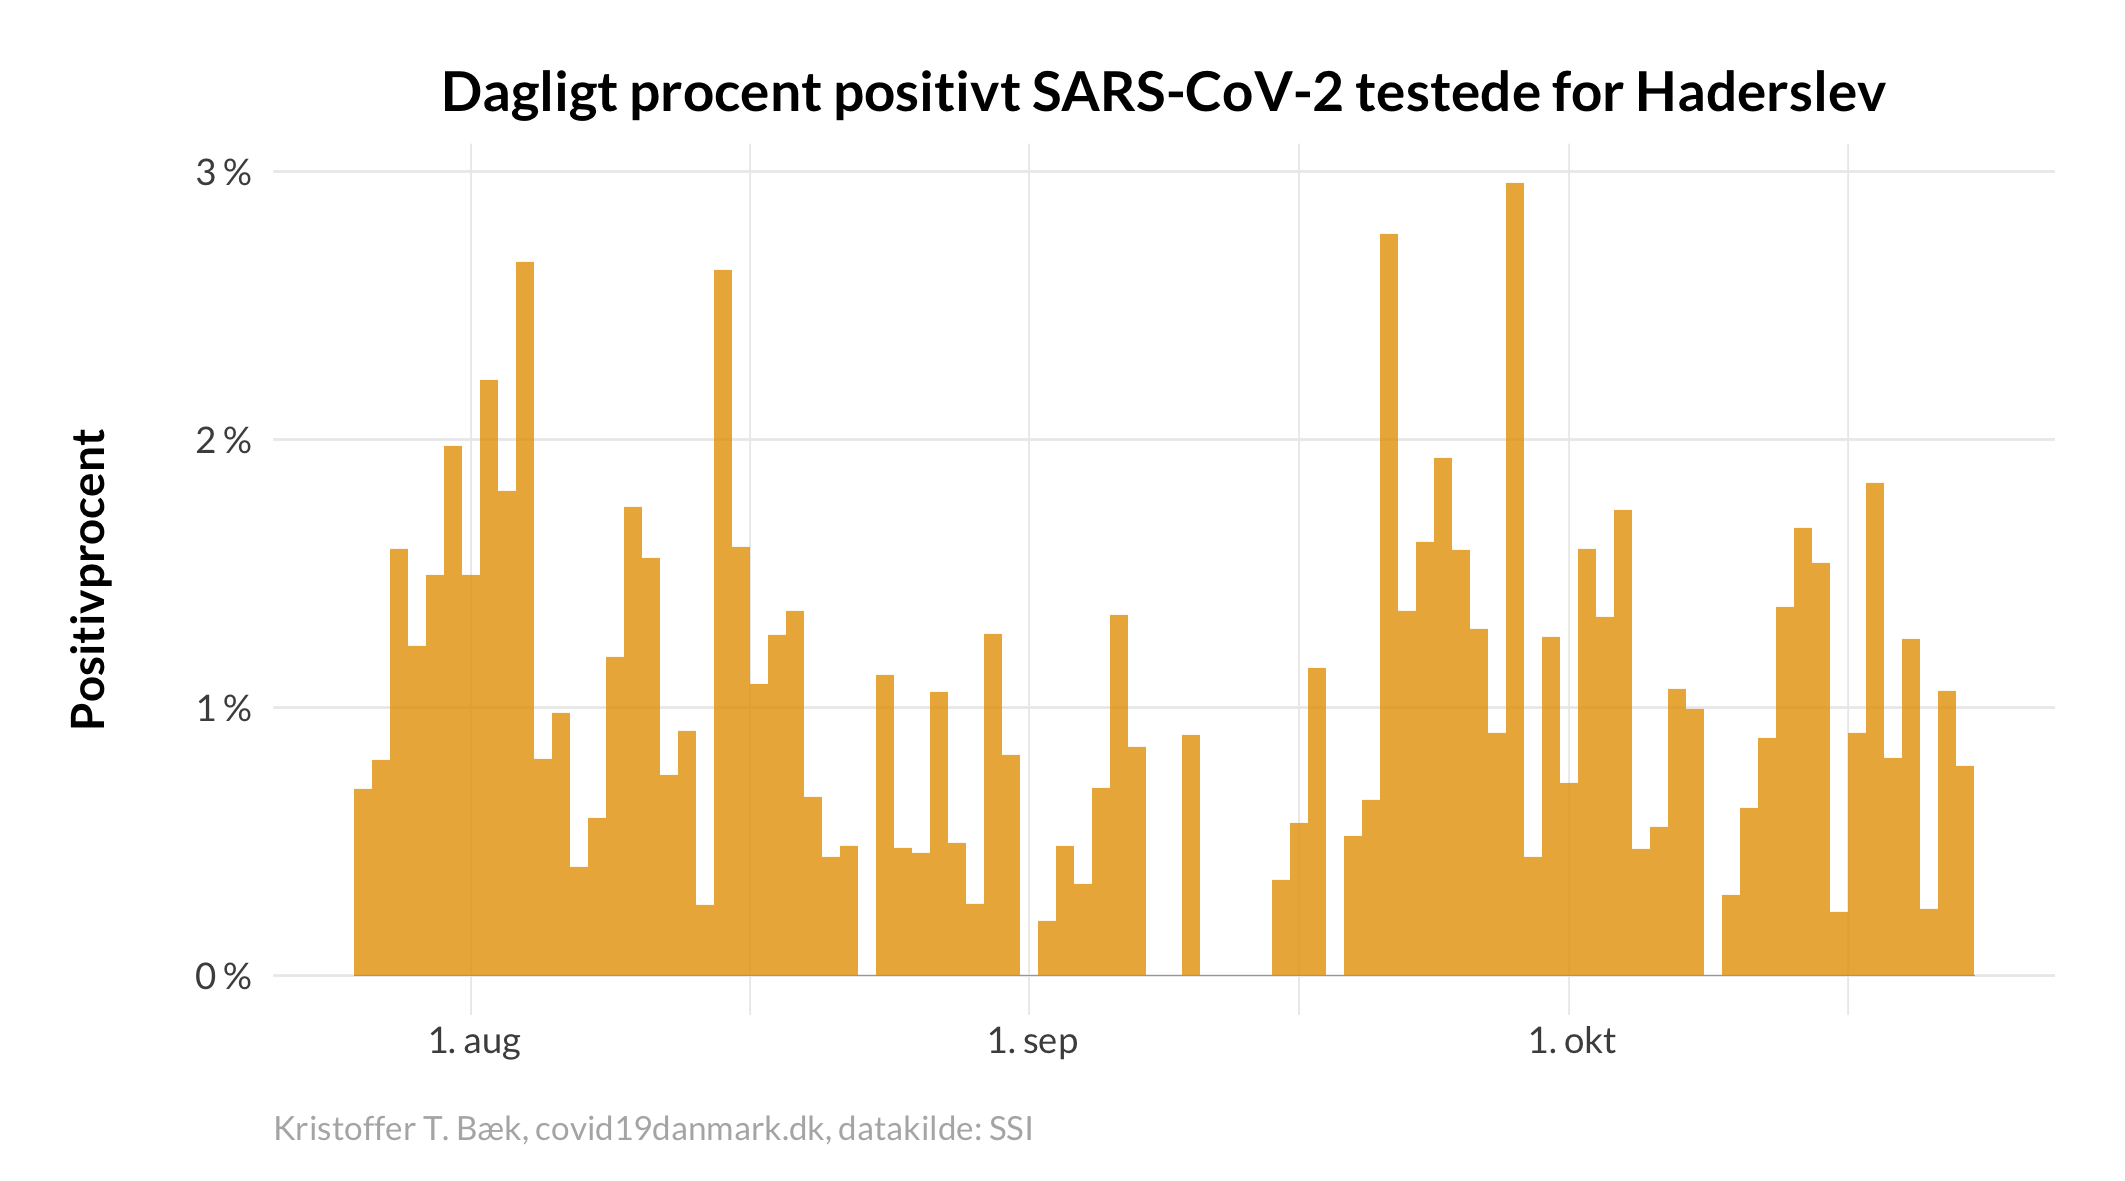 Dagligt procent positivt SARS-CoV-2 testede for Haderslev
Positivprocent
3 %
2 %
1 %
0 %
1. aug
1. sep
1. okt
Kristoffer T. Bæk, covid19danmark.dk, datakilde: SSI